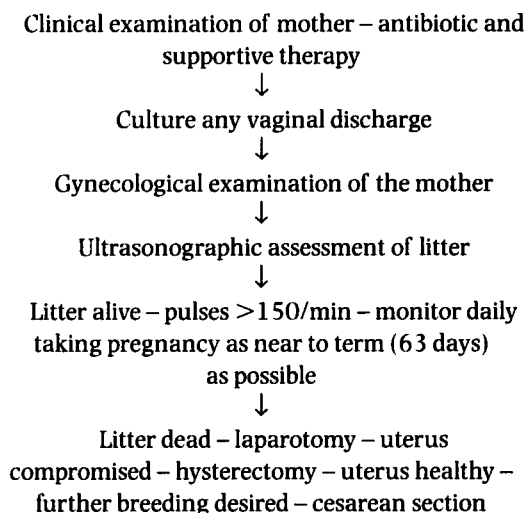 Clinical examination of mother – antibiotic and
supportive therapy
↓
Culture any vaginal discharge
↓
Gynecological examination of the mother
↓
Ultrasonographic assessment of litter
↓
Litter alive – pulses >150/min – monitor daily
taking pregnancy as near to term (63 days)
as possible
↓
Litter dead – laparotomy – uterus
compromised – hysterectomy – uterus healthy –
further breeding desired – cesarean section